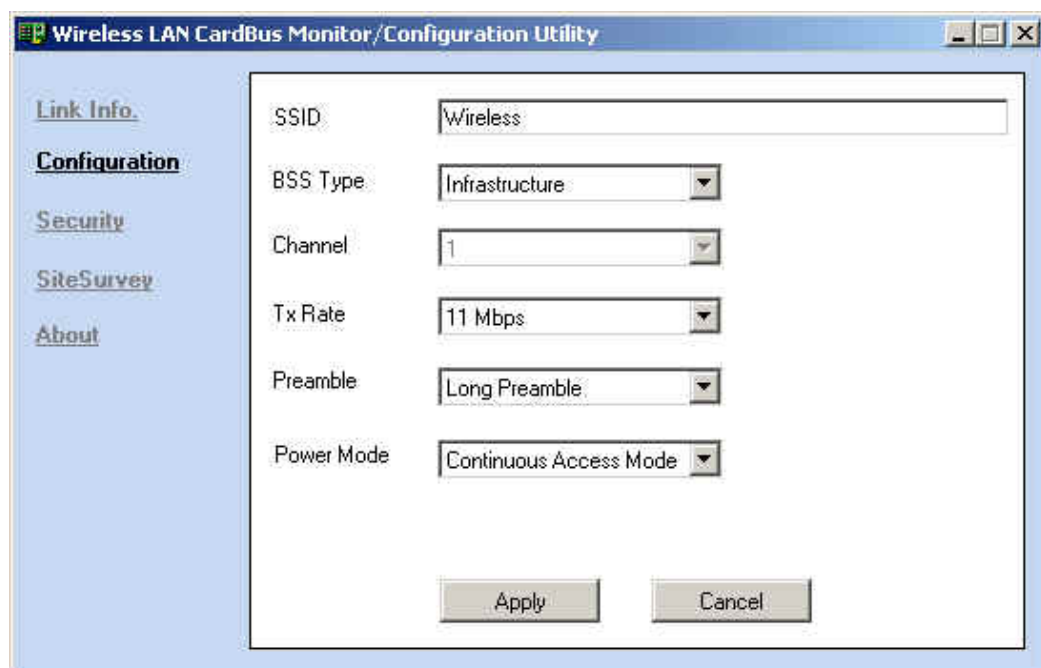 Wireless LAN CardBus Monitor/Configuration Utility
Link Info.
Configuration
Security
SiteSurvey
About
SSID Wireless
BSS Type Infrastructure
Channel 1
Tx Rate 11 Mbps
Preamble Long Preamble
Power Mode Continuous Access Mode
Apply Cancel